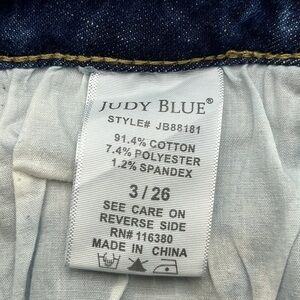 JUDY BLUE®
STYLE# JB88181
91.4% COTTON
7.4% POLYESTER
1.2% SPANDEX
3 / 26
SEE CARE ON
REVERSE SIDE
RN# 116380
MADE IN CHINA